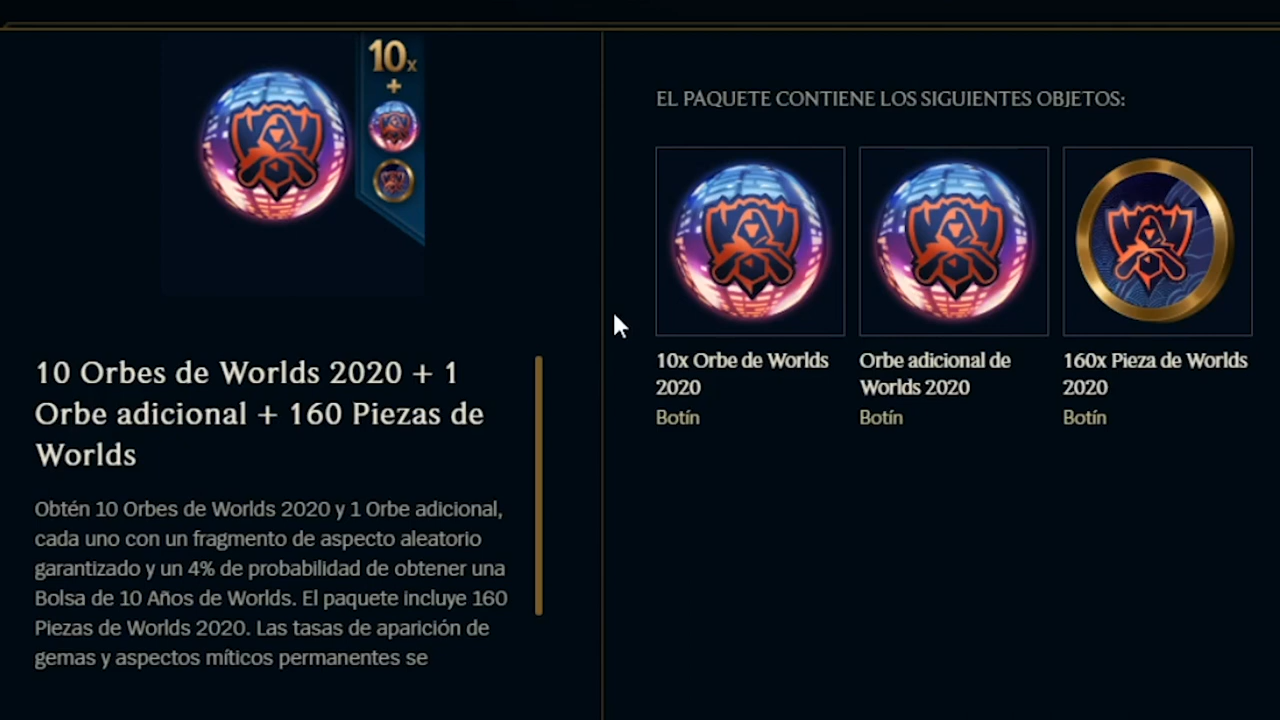 10x
+
10 Orbes de Worlds 2020 + 1
Orbe adicional + 160 Piezas de
Worlds
Obtén 10 Orbes de Worlds 2020 y 1 Orbe adicional,
cada uno con un fragmento de aspecto aleatorio
garantizado y un 4% de probabilidad de obtener una
Bolsa de 10 Años de Worlds. El paquete incluye 160
Piezas de Worlds 2020. Las tasas de aparición de
gemas y aspectos míticos permanentes se
EL PAQUETE CONTIENE LOS SIGUIENTES OBJETOS:
10x Orbe de Worlds
2020
Botín
Orbe adicional de
Worlds 2020
Botín
160x Pieza de Worlds
2020
Botín